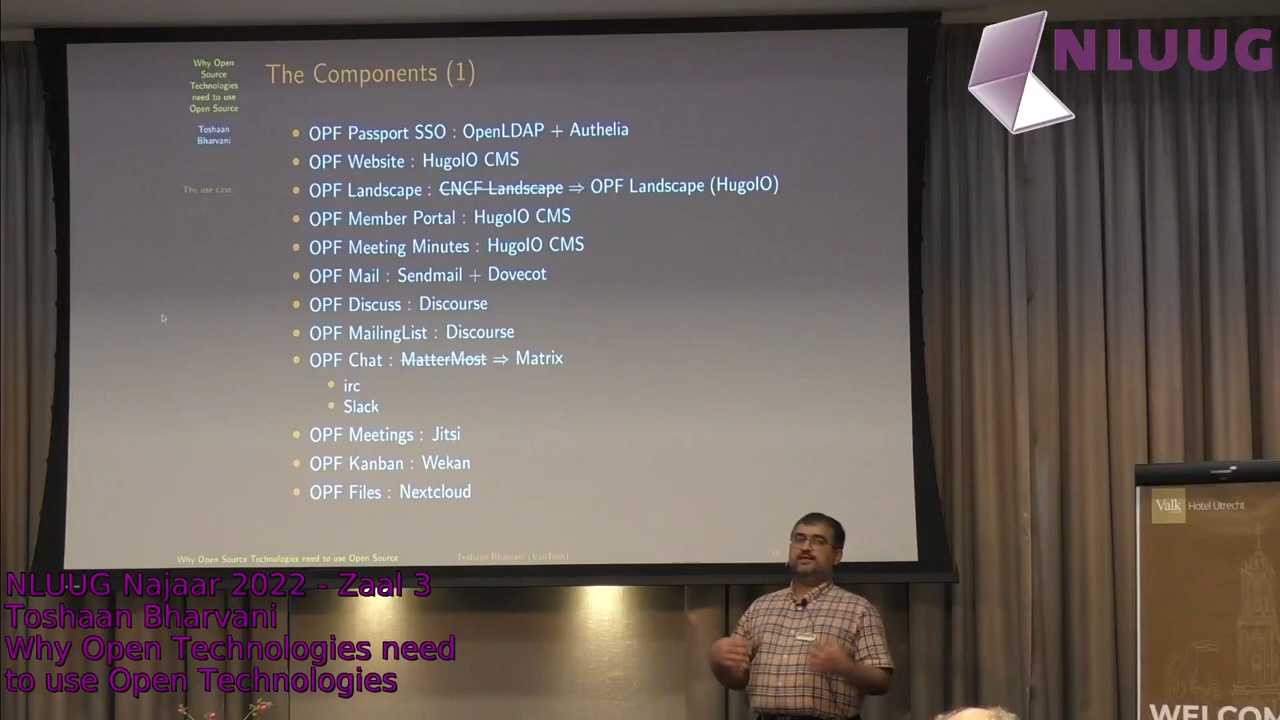 NLUUG
Why Open
Source
Technologies
need to use
Open Source
Toshaan
Bharvani
The use case
The Components (1)
• OPF Passport SSO : OpenLDAP + Authelia
• OPF Website : HugoIO CMS
• OPF Landscape : CNCF Landscape ⇒ OPF Landscape (HugoIO)
• OPF Member Portal : HugoIO CMS
• OPF Meeting Minutes : HugoIO CMS
• OPF Mail : Sendmail + Dovecot
• OPF Discuss : Discourse
• OPF MailingList : Discourse
• OPF Chat : MatterMost ⇒ Matrix
• irc
• Slack
• OPF Meetings : Jitsi
• OPF Kanban : Wekan
• OPF Files : Nextcloud
Why Open Source Technologies need to use Open Source Toshaan Bharvani (VanTosh) 10
Valk Hotel Utrecht
WELCOM
NLUUG Najaar 2022 - Zaal 3
Toshaan Bharvani
Why Open Technologies need
to use Open Technologies